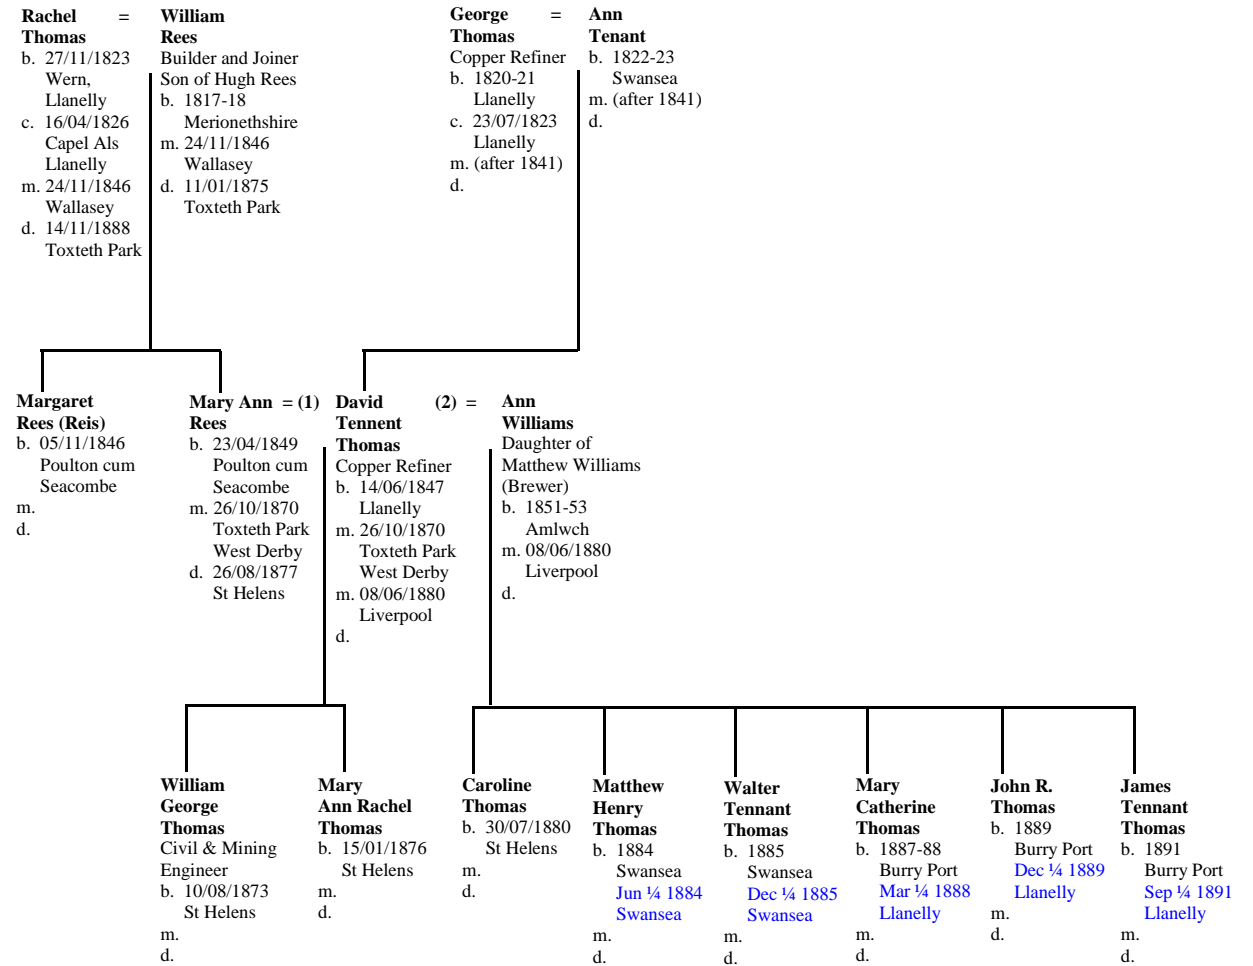 Rachel = William
Thomas Rees
b. 27/11/1823
Wern,
Llanelly
c. 16/04/1826
Capel Als
Llanelly
m. 24/11/1846
Wallasey
d. 14/11/1888
Toxteth Park
Builder and Joiner
Son of Hugh Rees
b. 1817-18
Merionethshire
m. 24/11/1846
Wallasey
d. 11/01/1875
Toxteth Park
George = Ann
Thomas Tenant
Copper Refiner
b. 1820-21
Llanelly
c. 23/07/1823
Llanelly
m. (after 1841)
d.
b. 1822-23
Swansea
m. (after 1841)
d.
Margaret
Rees (Reis)
b. 05/11/1846
Poulton cum
Seacombe
m.
d.
Mary Ann = (1)
Rees
b. 23/04/1849
Poulton cum
Seacombe
m. 26/10/1870
Toxteth Park
West Derby
d. 26/08/1877
St Helens
David (2) =
Tennent
Thomas
Copper Refiner
b. 14/06/1847
Llanelly
m. 26/10/1870
Toxteth Park
West Derby
m. 08/06/1880
Liverpool
d.
Ann
Williams
Daughter of
Matthew Williams
(Brewer)
b. 1851-53
Amlwch
m. 08/06/1880
Liverpool
d.
William
George
Thomas
Civil & Mining
Engineer
b. 10/08/1873
St Helens
m.
d.
Mary
Ann Rachel
Thomas
b. 15/01/1876
St Helens
m.
d.
Caroline
Thomas
b. 30/07/1880
St Helens
m.
d.
Matthew
Henry
Thomas
b. 1884
Swansea
Jun ¼ 1884
Swansea
m.
d.
Walter
Tennant
Thomas
b. 1885
Swansea
Dec ¼ 1885
Swansea
m.
d.
Mary
Catherine
Thomas
b. 1887-88
Burry Port
Mar ¼ 1888
Llanelly
m.
d.
John R.
Thomas
b. 1889
Burry Port
Dec ¼ 1889
Llanelly
m.
d.
James
Tennant
Thomas
b. 1891
Burry Port
Sep ¼ 1891
Llanelly
m.
d.